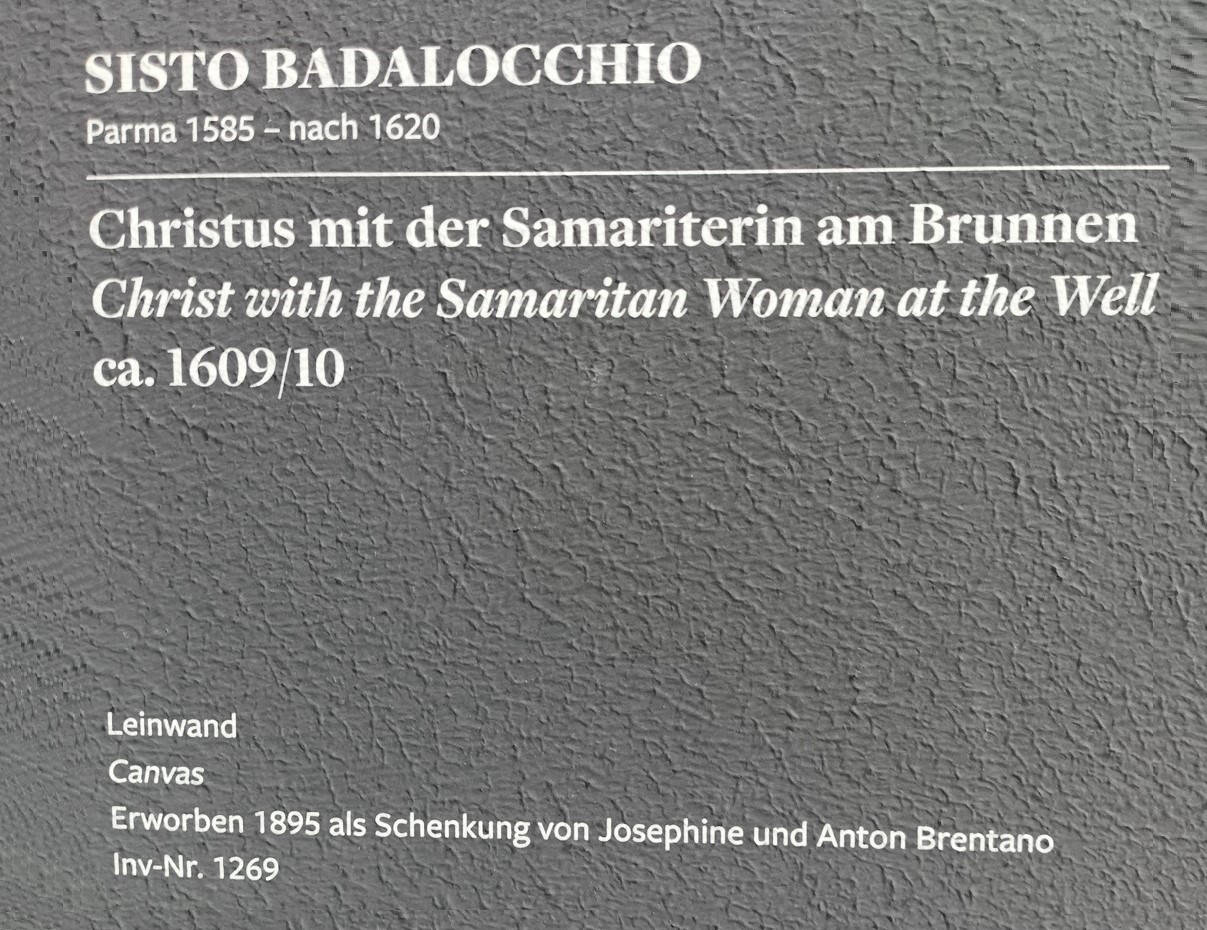 SISTO BADALOCCHIO
Parma 1585 – nach 1620
Christus mit der Samariterin am Brunnen
Christ with the Samaritan Woman at the Well
ca. 1609/10
Leinwand
Canvas
Erworben 1895 als Schenkung von Josephine und Anton Brentano
Inv-Nr. 1269